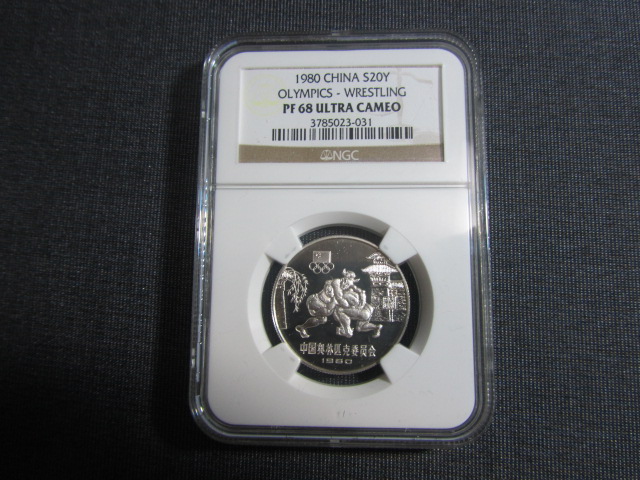 1980 CHINA S20Y
OLYMPICS - WRESTLING
PF 68 ULTRA CAMEO
3785023-031
NGC
中国奥林匹克委员会
1980